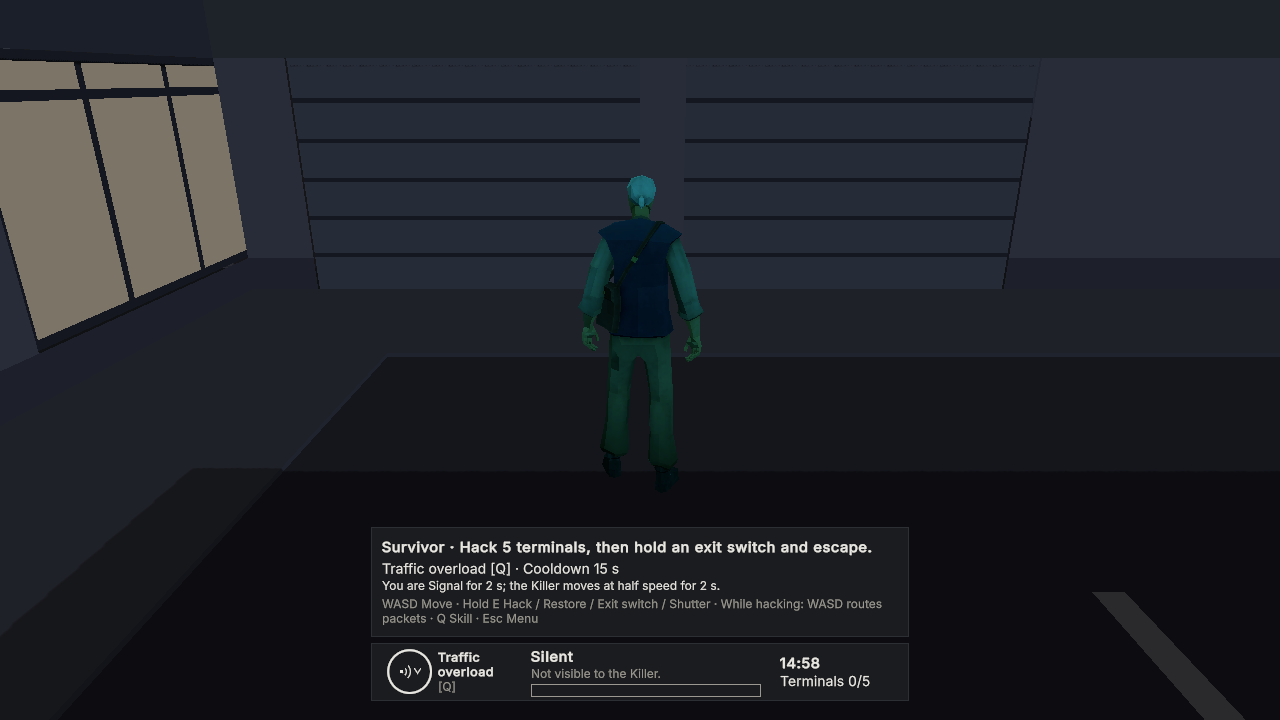 Survivor · Hack 5 terminals, then hold an exit switch and escape.
Traffic overload [Q] · Cooldown 15 s
You are Signal for 2 s; the Killer moves at half speed for 2 s.
WASD Move · Hold E Hack / Restore / Exit switch / Shutter · While hacking: WASD routes
packets · Q Skill · Esc Menu
Traffic
overload
[Q]
Silent
Not visible to the Killer.
14:58
Terminals 0/5